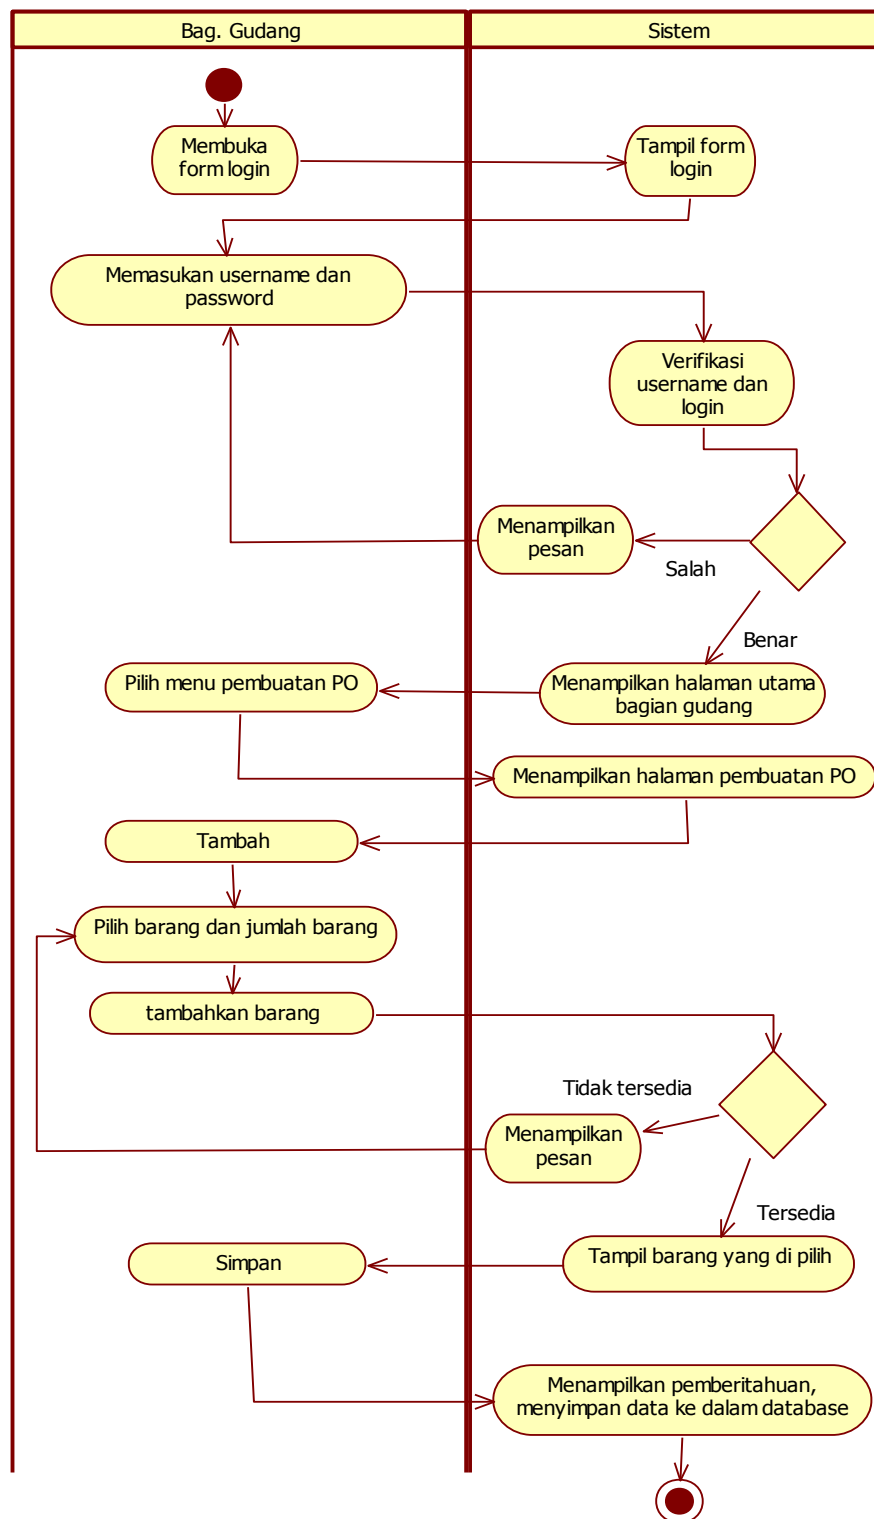 Bag. Gudang
Sistem
Membuka
form login
Tampil form
login
Memasukan username dan
password
Verifikasi
username dan
login
Menampilkan
pesan
Salah
Benar
Pilih menu pembuatan PO
Menampilkan halaman utama
bagian gudang
Menampilkan halaman pembuatan PO
Tambah
Pilih barang dan jumlah barang
tambahkan barang
Tidak tersedia
Menampilkan
pesan
Tersedia
Simpan
Tampil barang yang di pilih
Menampilkan pemberitahuan,
menyimpan data ke dalam database